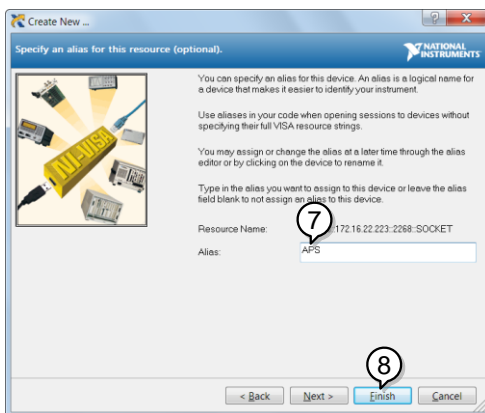 Create New ...
Specify an alias for this resource (optional).
NATIONAL
INSTRUMENTS
You can specify an alias for this device. An alias is a logical name for
a device that makes it easier to identify your instrument.
Use aliases in your code when opening sessions to devices without
specifying their full VISA resource strings.
You may assign or change the alias at a later time through the alias
editor or by clicking on the device to rename it.
Type in the alias you want to assign to this device or leave the alias
field blank to not assign an alias to this device.
NI-VISA
7
Resource Name: 172.16.22.223::2268::SOCKET
Alias: APS
8
< Back Next > Finish Cancel